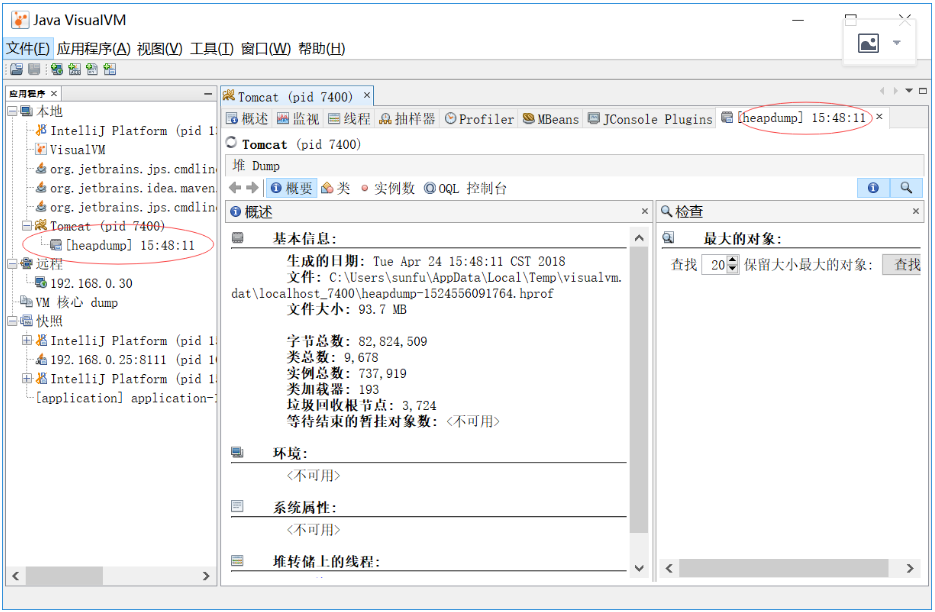 Java VisualVM
文件(F) 应用程序(A) 视图(V) 工具(T) 窗口(W) 帮助(H)
应用程序
本地
IntelliJ Platform (pid 1
VisualVM
org.jetbrains.jps.cmdline
org.jetbrains.idea.maven.
org.jetbrains.jps.cmdline
Tomcat (pid 7400)
[heapdump] 15:48:11
远程
192.168.0.30
VM 核心 dump
快照
IntelliJ Platform (pid 1
192.168.0.25:8111 (pid 1
IntelliJ Platform (pid 1
[application] application-1
Tomcat (pid 7400)
概述 监视 线程 抽样器 Profiler MBeans JConsole Plugins [heapdump] 15:48:11
Tomcat (pid 7400)
堆 Dump
概要 类 实例数 OQL 控制台
概述
基本信息:
生成的日期: Tue Apr 24 15:48:11 CST 2018
文件: C:\Users\sunfu\AppData\Local\Temp\visualvm.
dat\localhost_7400\heapdump-1524556091764.hprof
文件大小: 93.7 MB
字节总数: 82,824,509
类总数: 9,678
实例总数: 737,919
类加载器: 193
垃圾回收根节点: 3,724
等待结束的暂挂对象数: <不可用>
环境:
<不可用>
系统属性:
<不可用>
堆转储上的线程:
检查
最大的对象:
查找 20 保留大小最大的对象: 查找